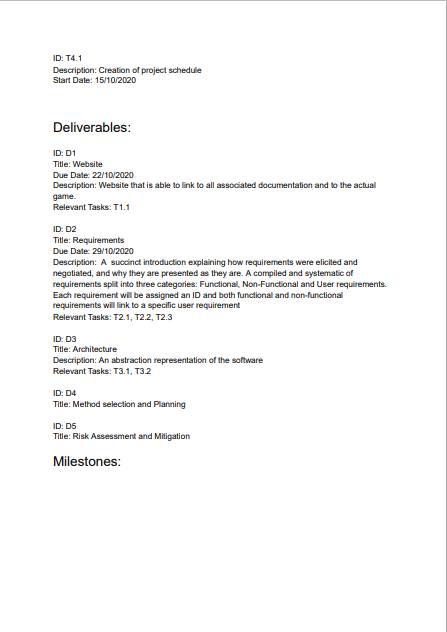 ID: T4.1
Description: Creation of project schedule
Start Date: 15/10/2020
Deliverables:
ID: D1
Title: Website
Due Date: 22/10/2020
Description: Website that is able to link to all associated documentation and to the actual
game.
Relevant Tasks: T1.1
ID: D2
Title: Requirements
Due Date: 29/10/2020
Description:  A  succinct introduction explaining how requirements were elicited and
negotiated, and why they are presented as they are. A compiled and systematic of
requirements split into three categories: Functional, Non-Functional and User requirements.
Each requirement will be assigned an ID and both functional and non-functional
requirements will link to a specific user requirement
Relevant Tasks: T2.1, T2.2, T2.3
ID: D3
Title: Architecture
Description: An abstraction representation of the software
Relevant Tasks: T3.1, T3.2
ID: D4
Title: Method selection and Planning
ID: D5
Title: Risk Assessment and Mitigation
Milestones: